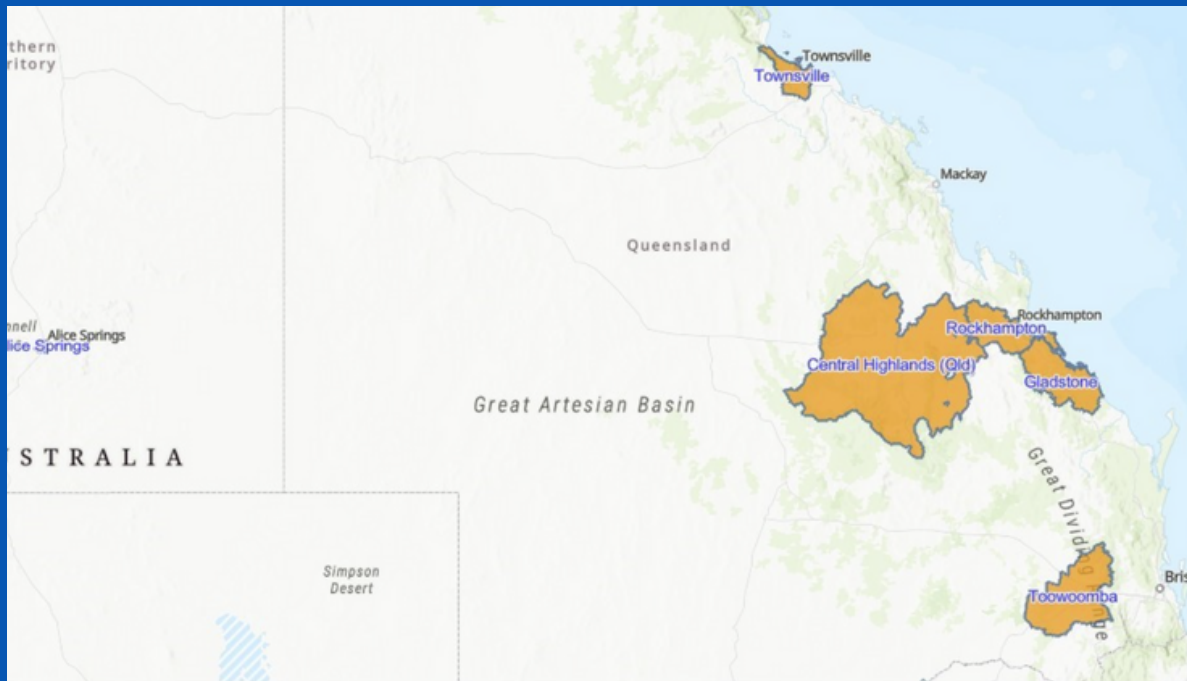 thern
ritory
Townsville
Townsville
Mackay
Queensland
Rockhampton
Rockhampton
nnell
Alice Springs
lice Springs
Central Highlands (Qld)
Gladstone
Great Artesian Basin
STRALIA
Great Dividing Range
Simpson
Desert
Toowoomba
Bris